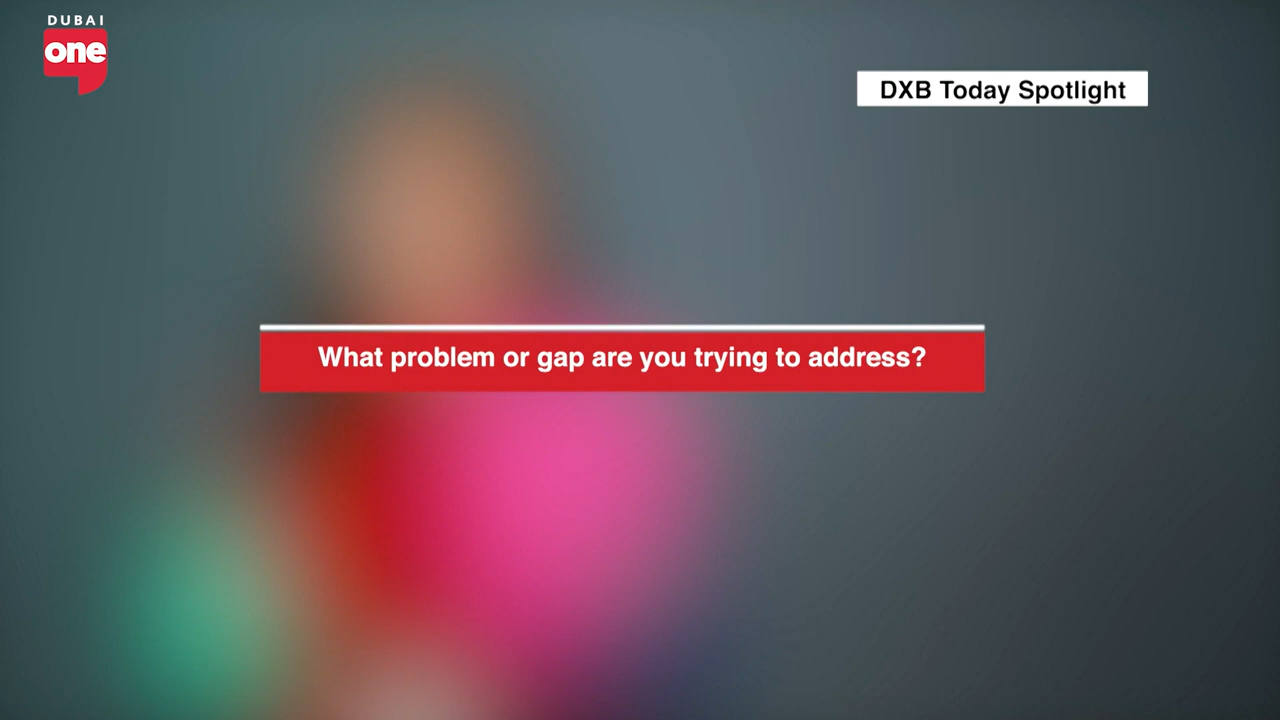 DUBAI
one
DXB Today Spotlight
What problem or gap are you trying to address?